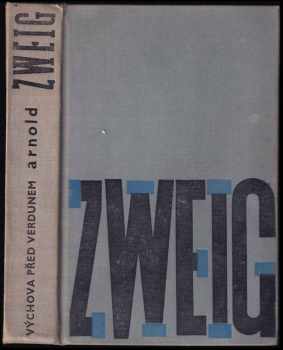 VÝCHOVA PŘED VERDUNEM
arnold
ZWEIG
ZWEIG